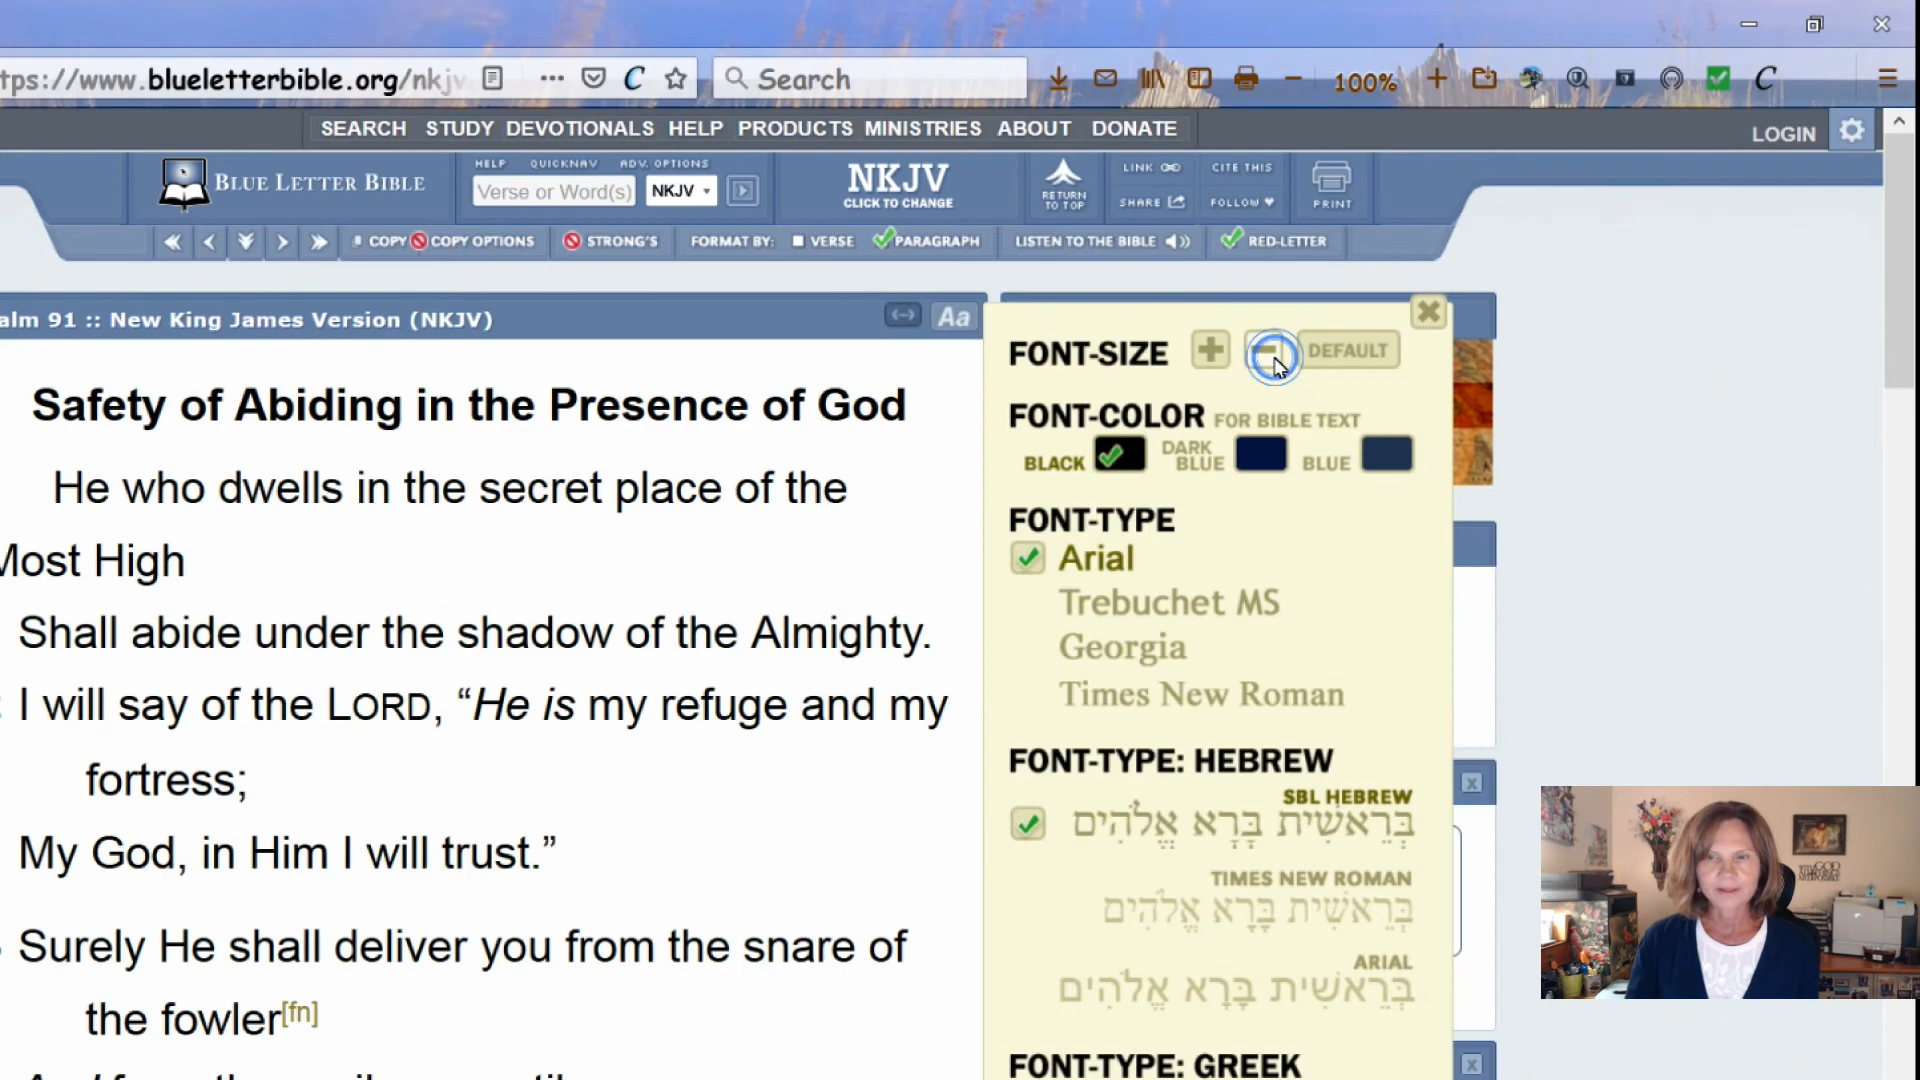 tps://www.blueletterbible.org/nkjv
Search
100%
SEARCH STUDY DEVOTIONALS HELP PRODUCTS MINISTRIES ABOUT DONATE
LOGIN
BLUE LETTER BIBLE
HELP QUICKNAV ADV. OPTIONS
Verse or Word(s) NKJV
NKJV
CLICK TO CHANGE
RETURN
TO TOP
LINK
CITE THIS
SHARE
FOLLOW
PRINT
COPY COPY OPTIONS STRONG'S FORMAT BY: VERSE PARAGRAPH LISTEN TO THE BIBLE RED-LETTER
alm 91 :: New King James Version (NKJV)
Aa
Safety of Abiding in the Presence of God
He who dwells in the secret place of the
Most High
Shall abide under the shadow of the Almighty.
I will say of the LORD, “He is my refuge and my
fortress;
My God, in Him I will trust.”
Surely He shall deliver you from the snare of
the fowler[fn]
FONT-SIZE + - DEFAULT
FONT-COLOR FOR BIBLE TEXT
BLACK DARK BLUE BLUE
FONT-TYPE
Arial
Trebuchet MS
Georgia
Times New Roman
FONT-TYPE: HEBREW
SBL HEBREW
בְּרֵאשִׁית בָּרָא אֱלֹהִים
TIMES NEW ROMAN
בְּרֵאשִׁית בָּרָא אֱלֹהִים
ARIAL
בְּרֵאשִׁית בָּרָא אֱלֹהִים
FONT-TYPE: GREEK